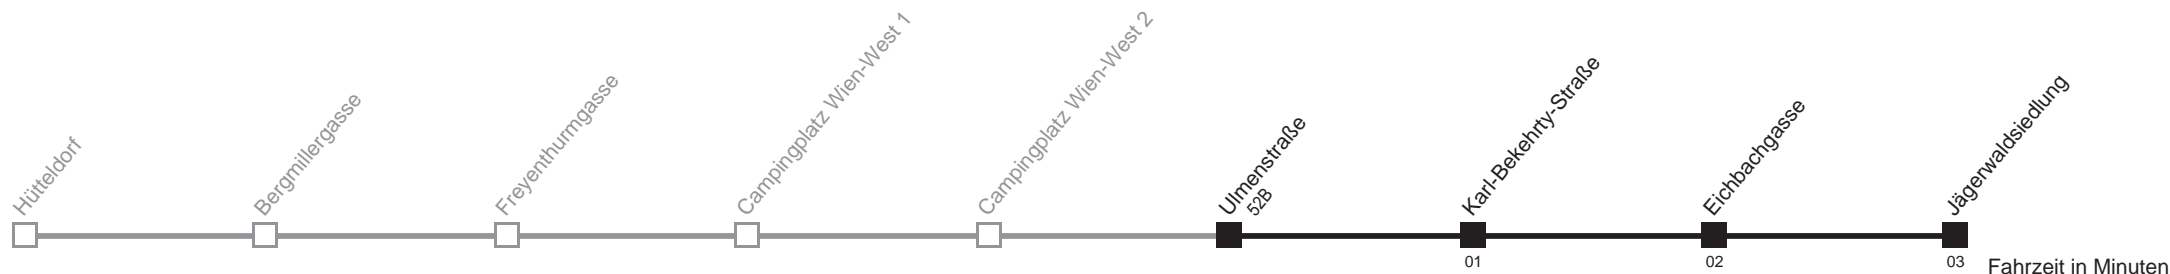 Hütteldorf
Bergmillergasse
Freyenthurmgasse
Campingplatz Wien-West 1
Campingplatz Wien-West 2
Ulmenstraße
52B
Karl-Bekehrty-Straße
Eichbachgasse
Jägerwaldsiedlung
01
02
03
Fahrzeit in Minuten